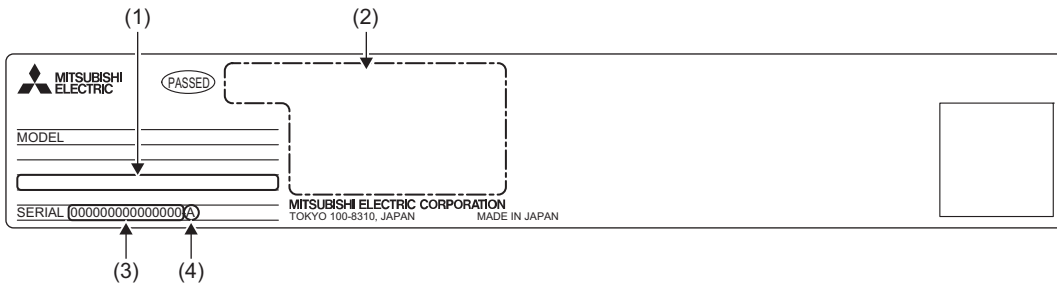 (1)
(2)
MITSUBISHI
ELECTRIC
PASSED
MODEL
SERIAL 000000000000000 A
MITSUBISHI ELECTRIC CORPORATION
TOKYO 100-8310, JAPAN MADE IN JAPAN
(3)
(4)